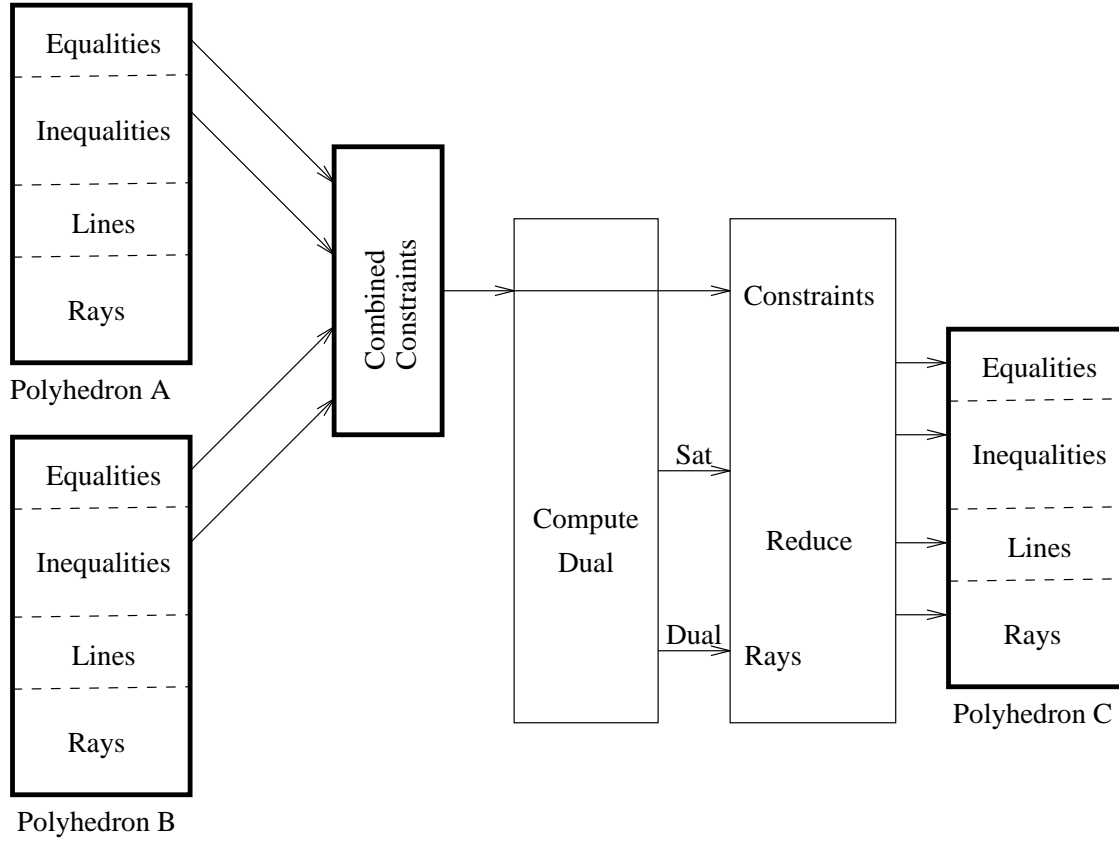 Equalities
Inequalities
Lines
Rays
Polyhedron A
Equalities
Inequalities
Lines
Rays
Polyhedron B
Combined
Constraints
Compute
Dual
Sat
Dual
Constraints
Reduce
Rays
Equalities
Inequalities
Lines
Rays
Polyhedron C